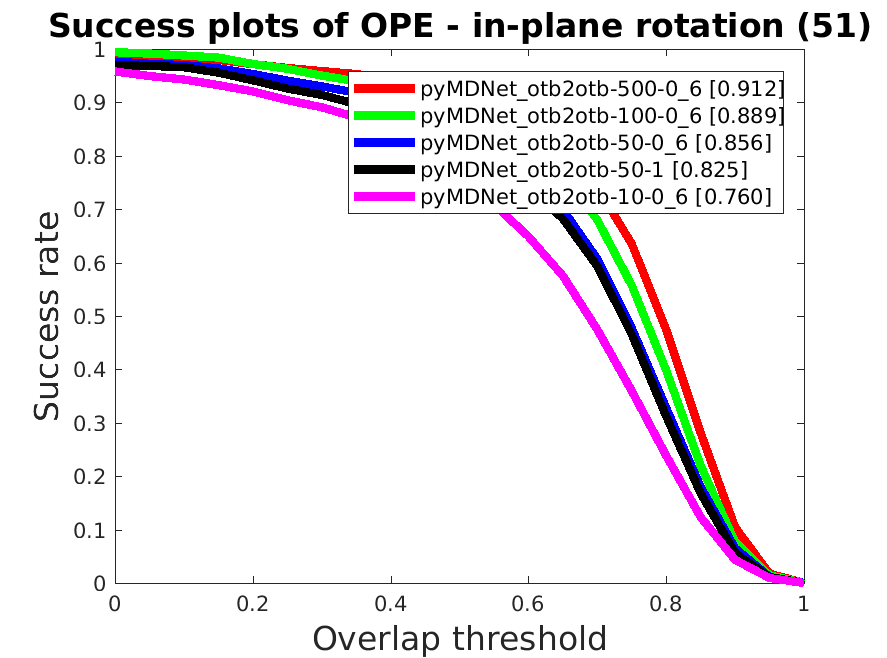 Success plots of OPE - in-plane rotation (51)
1
0.9
0.8
0.7
0.6
0.5
0.4
0.3
0.2
0.1
0
Success rate
pyMDNet_otb2otb-500-0_6 [0.912]
pyMDNet_otb2otb-100-0_6 [0.889]
pyMDNet_otb2otb-50-0_6 [0.856]
pyMDNet_otb2otb-50-1 [0.825]
pyMDNet_otb2otb-10-0_6 [0.760]
0 0.2 0.4 0.6 0.8 1
Overlap threshold